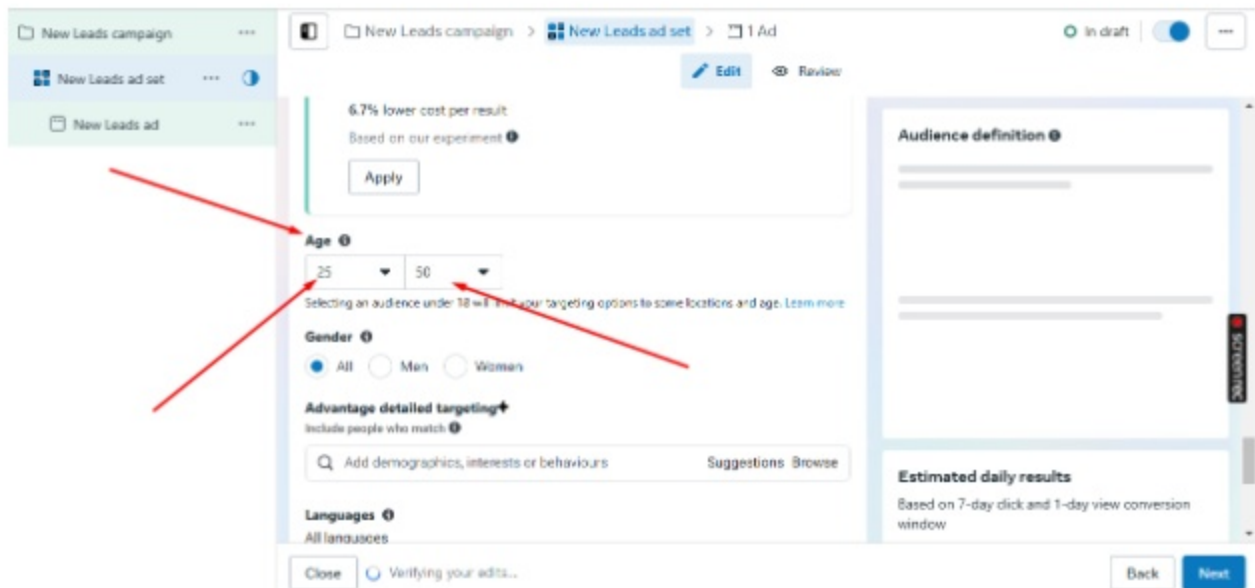 New Leads campaign
New Leads ad set
New Leads ad
New Leads campaign > New Leads ad set > 1 Ad
In draft
Edit
Review
6.7% lower cost per result
Based on our experiment
Apply
Age
25
50
Selecting an audience under 18 will your targeting options to some locations and age. Learn more
Gender
All
Men
Women
Advantage detailed targeting+
Include people who match
Add demographics, interests or behaviours
Suggestions Browse
Languages
All languages
Audience definition
Estimated daily results
Based on 7-day click and 1-day view conversion
window
Close
Verifying your edits...
Back
Next
screenrec